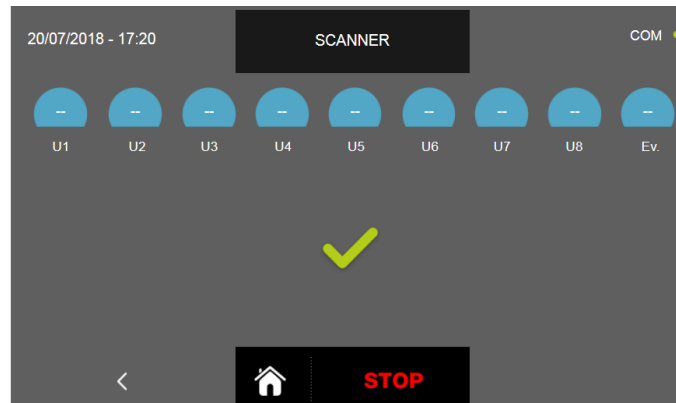 20/07/2018 - 17:20 SCANNER COM
-- -- -- -- -- -- -- -- --
U1 U2 U3 U4 U5 U6 U7 U8 Ev.
STOP